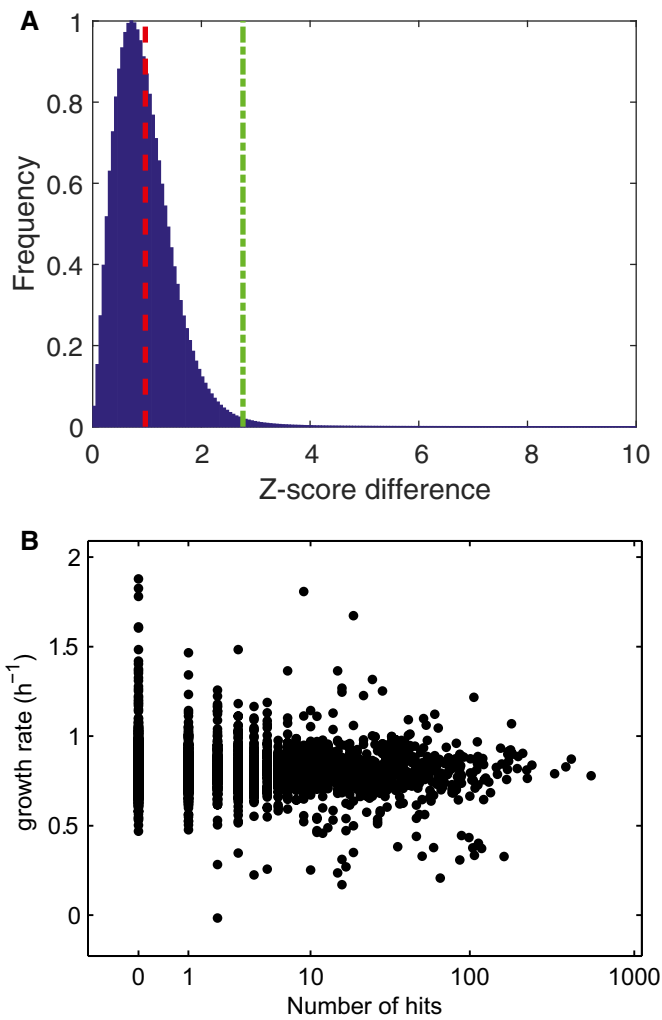 A
1
0.8
0.6
0.4
0.2
0
Frequency
0 2 4 6 8 10
Z-score difference
B
2
1.5
1
0.5
0
growth rate (h⁻¹)
0 1 10 100 1000
Number of hits